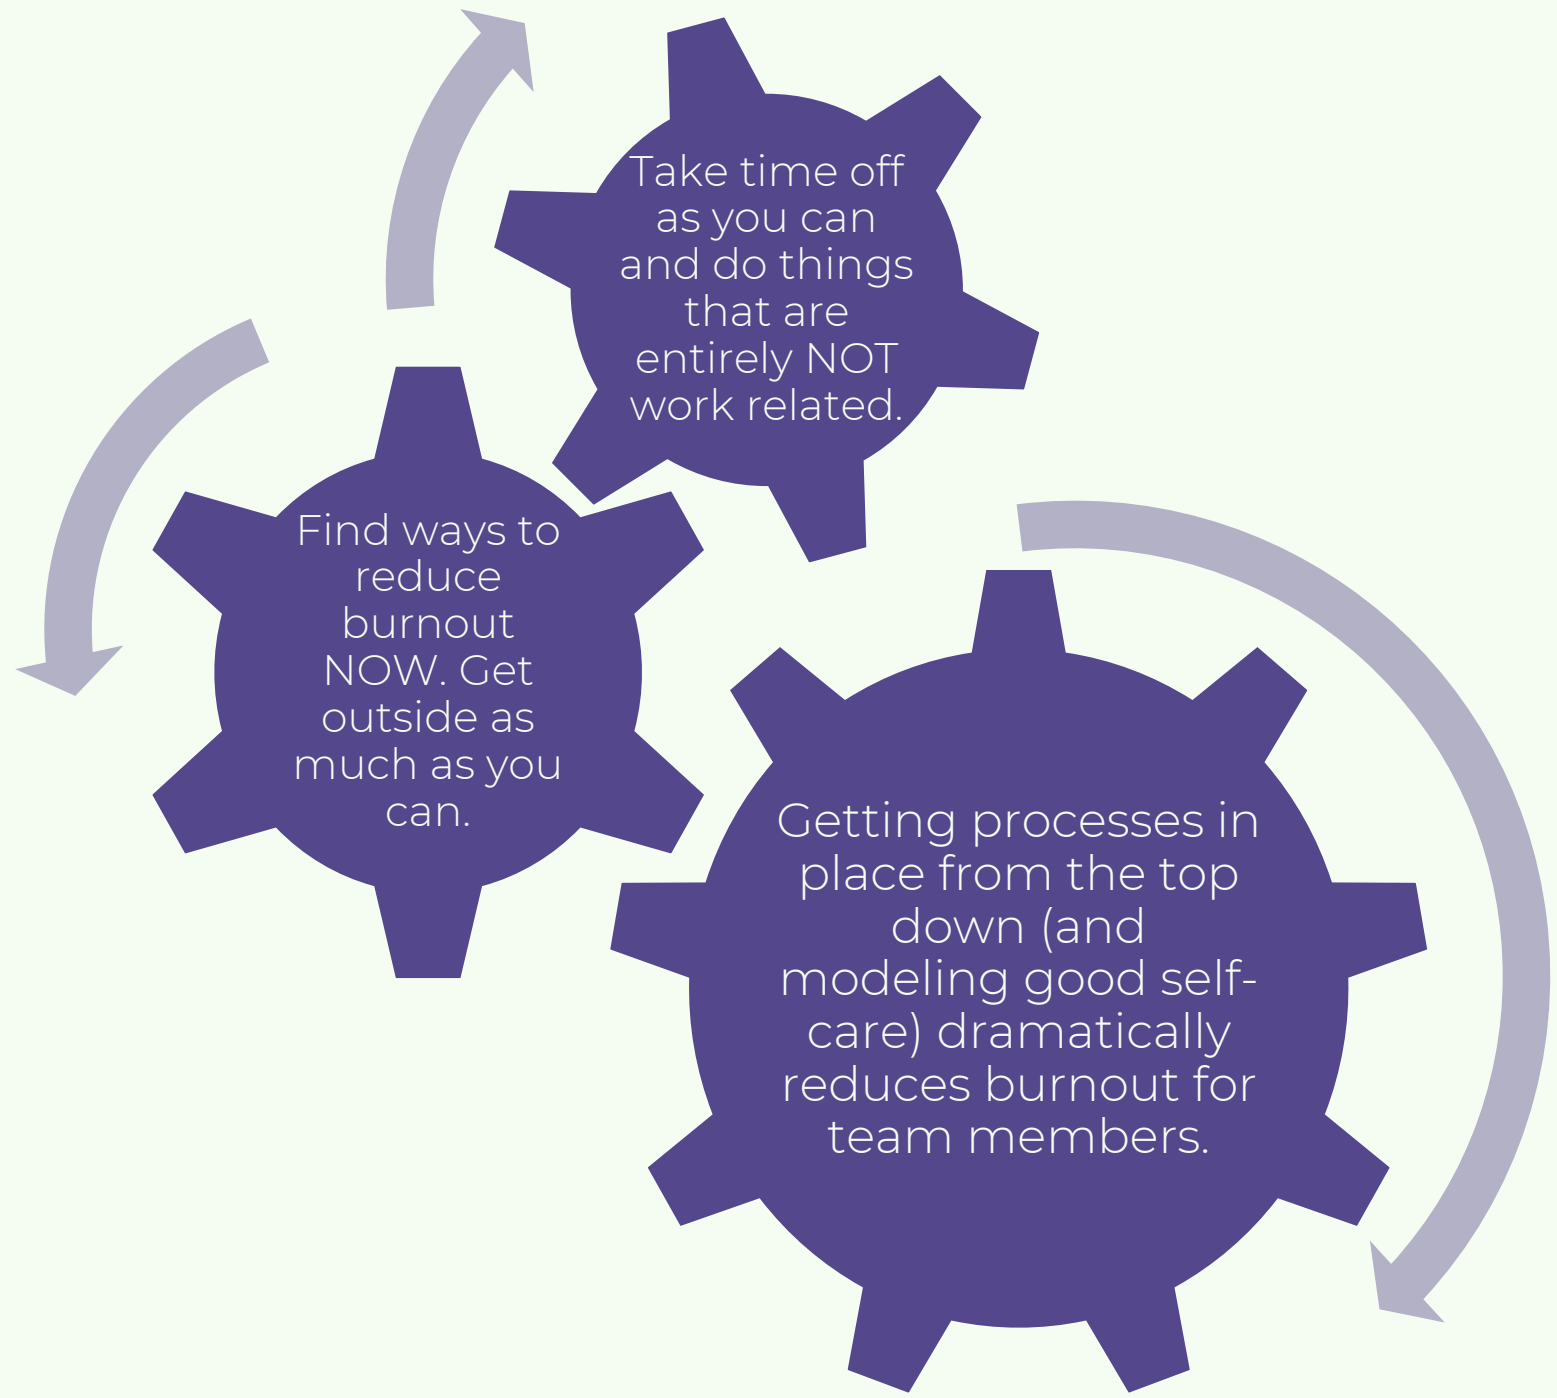 Take time off
as you can
and do things
that are
entirely NOT
work related.
Find ways to
reduce
burnout
NOW. Get
outside as
much as you
can.
Getting processes in
place from the top
down (and
modeling good self-
care) dramatically
reduces burnout for
team members.